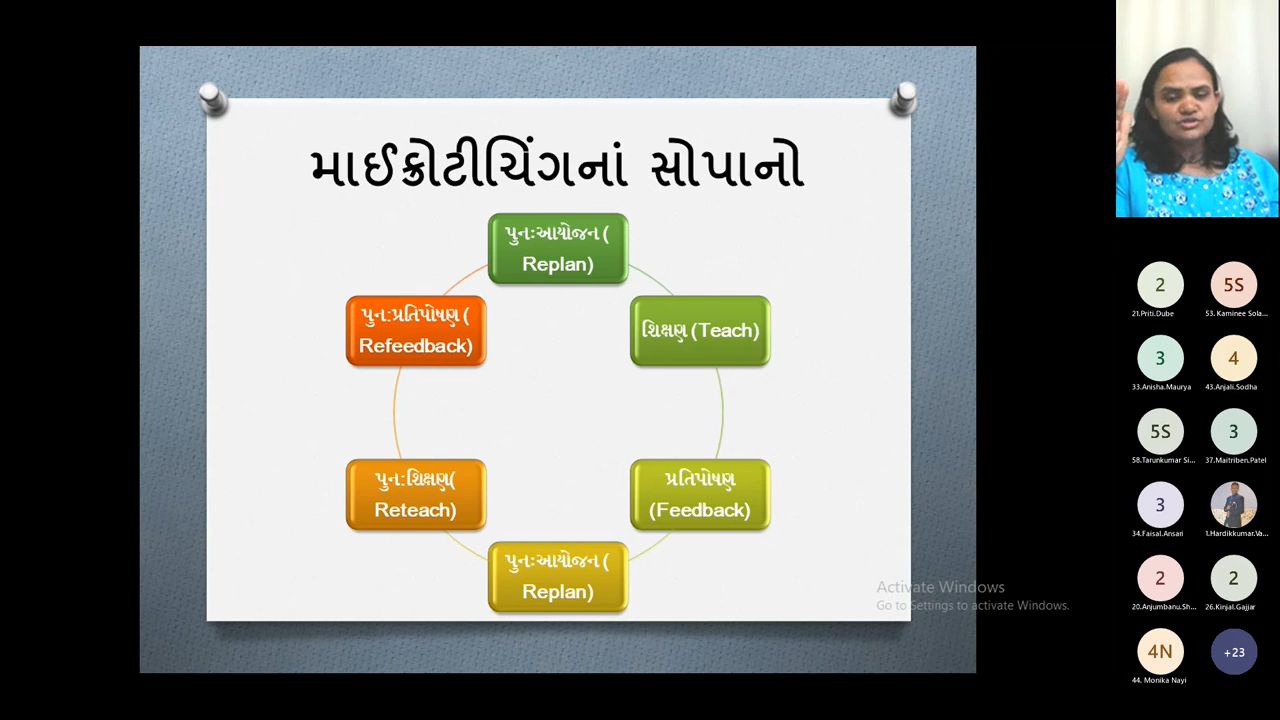 માઈક્રોટીચિંગનાં સોપાનો
પુનઃઆયોજન (
Replan)
શિક્ષણ (Teach)
પ્રતિપોષણ
(Feedback)
પુનઃઆયોજન (
Replan)
પુન:શિક્ષણ(
Reteach)
પુન:પ્રતિપોષણ (
Refeedback)
Activate Windows
Go to Settings to activate Windows.
2
21.Priti.Dube
5S
53. Kaminee Sola...
3
33.Anisha.Maurya
4
43.Anjali.Sodha
5S
58.Tarunkumar Si...
3
37.Maitriben.Patel
3
34.Faisal.Ansari
1.Hardikkumar.Va...
2
20.Anjumbanu.Sh...
2
26.Kinjal.Gajjar
4N
44. Monika Nayi
+23